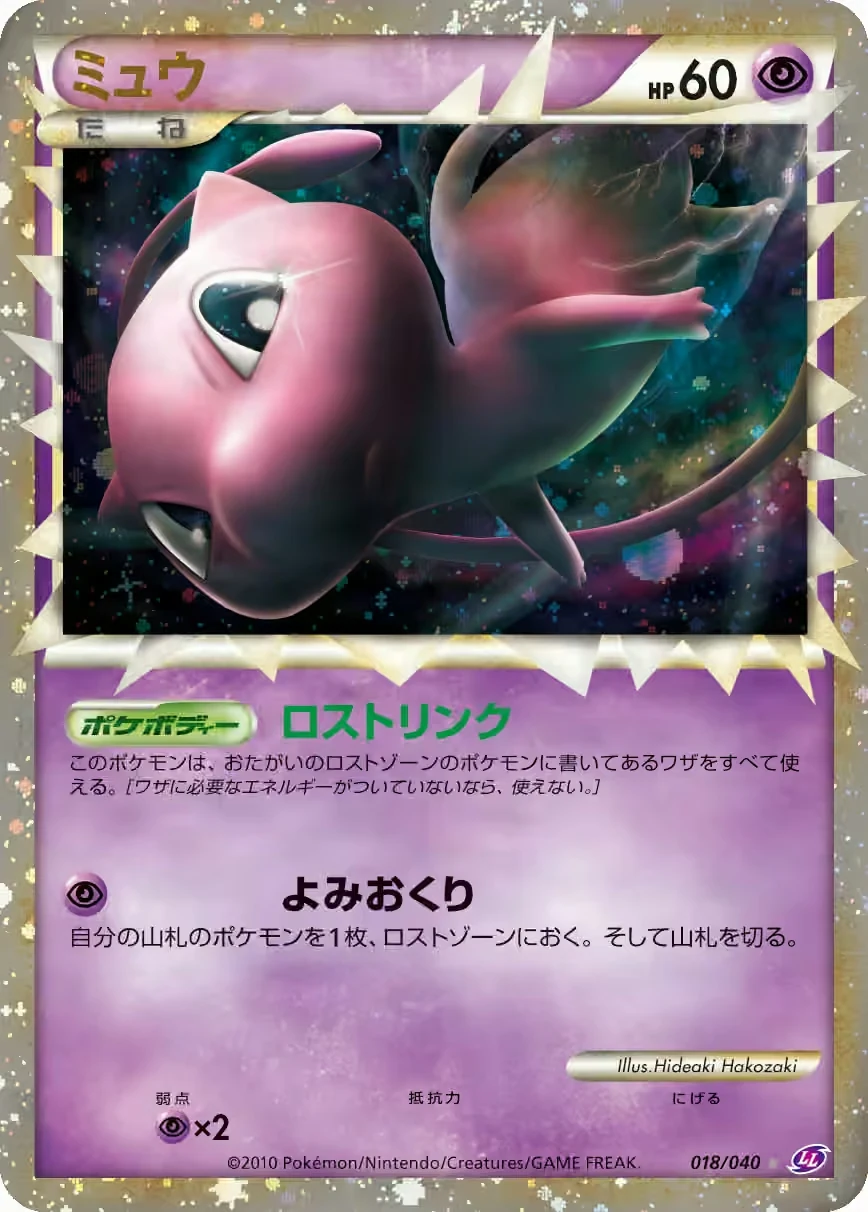 ミュウ
HP60
たね
ポケボディー ロストリンク
このポケモンは、おたがいのロストゾーンのポケモンに書いてあるワザをすべて使
える。[ワザに必要なエネルギーがついていないなら、使えない。]
よみおくり
自分の山札のポケモンを1枚、ロストゾーンにおく。そして山札を切る。
Illus.Hideaki Hakozaki
弱点 抵抗力 にげる
×2
©2010 Pokémon/Nintendo/Creatures/GAME FREAK. 018/040 LL